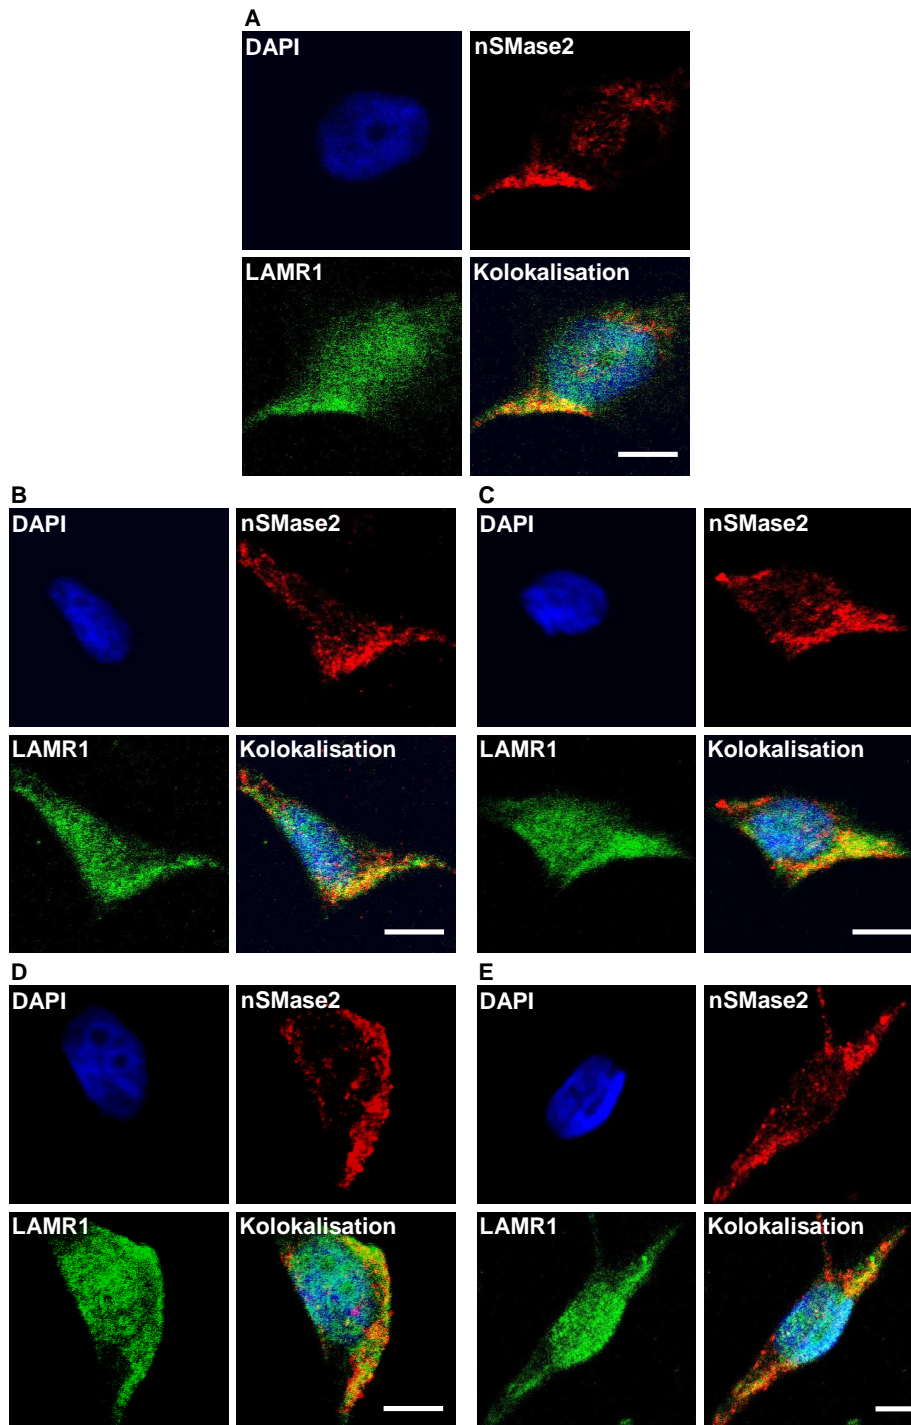 A
DAPI
nSMase2
LAMR1
Kolokalisation
B
DAPI
nSMase2
LAMR1
Kolokalisation
C
DAPI
nSMase2
LAMR1
Kolokalisation
D
DAPI
nSMase2
LAMR1
Kolokalisation
E
DAPI
nSMase2
LAMR1
Kolokalisation